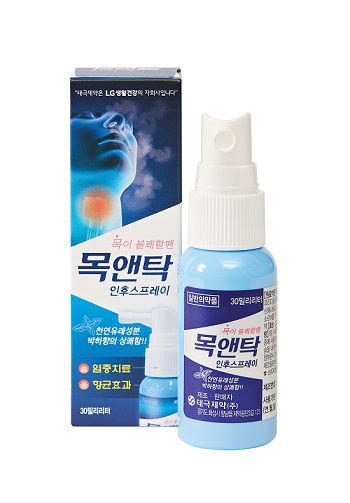 "태극제약은 LG생활건강의 자회사입니다"
목이 불쾌할땐
목앤탁
인후스프레이
천연유래성분
박하향의 상쾌함!!
염증치료
항균효과
30밀리리터
일반의약품
30밀리리터
목이 불쾌할땐
목앤탁
인후스프레이
천연유래성분
박하향의 상쾌함!!
제조·판매자
태극제약(주)